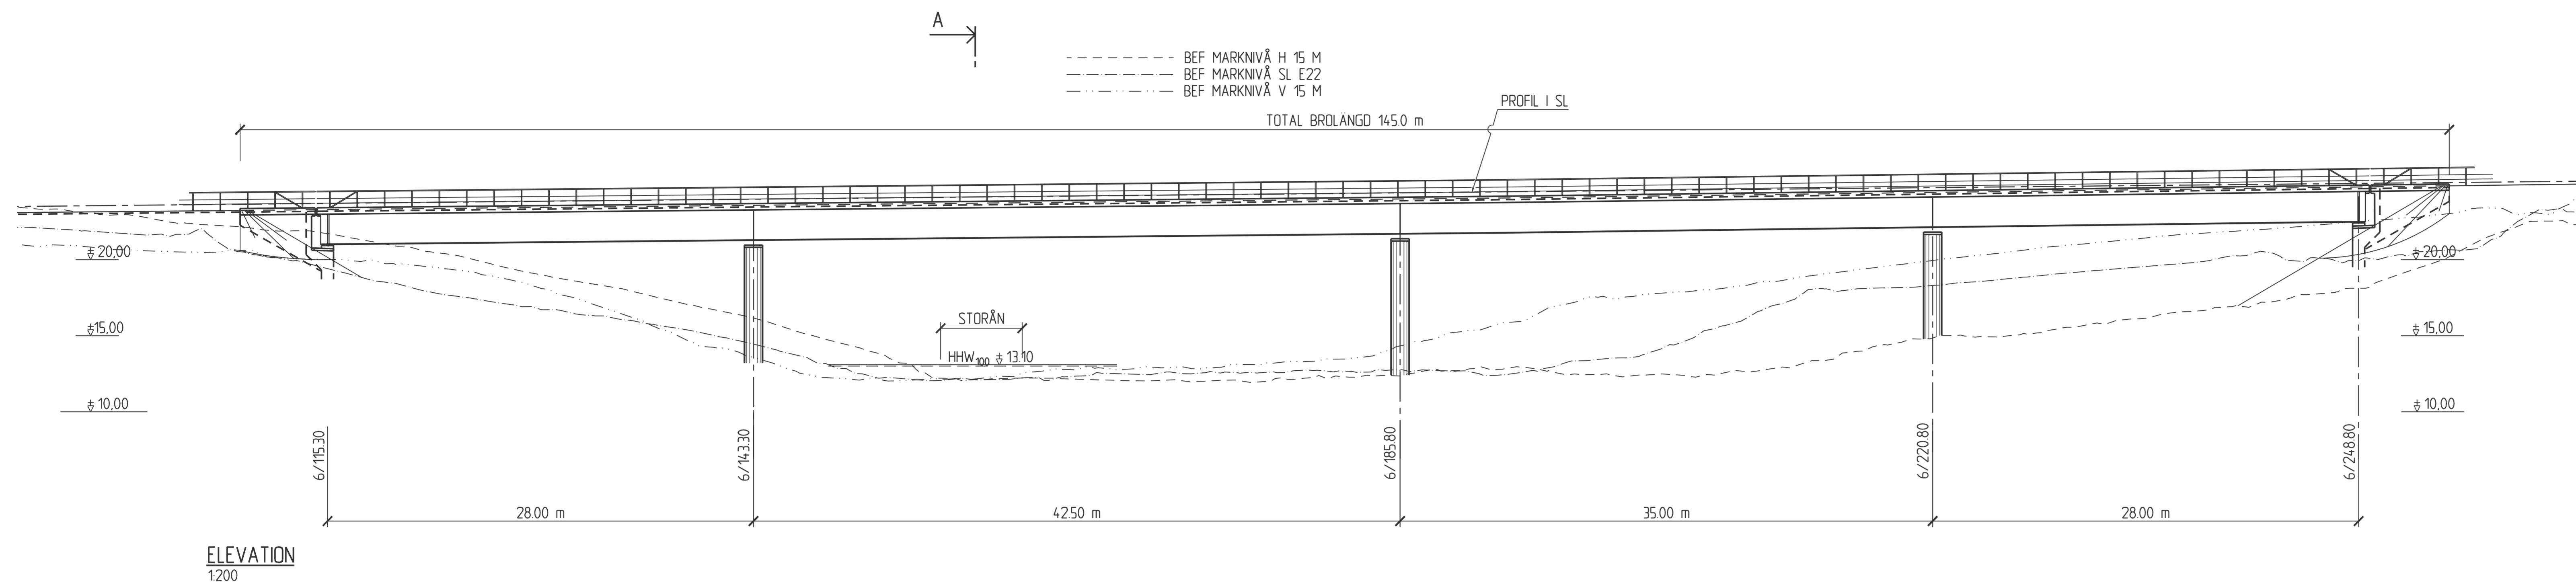 A
BEF MARKNIVÅ H 15 M
BEF MARKNIVÅ SL E22
BEF MARKNIVÅ V 15 M
PROFIL I SL
TOTAL BROLÄNGD 145.0 m
± 20,00
± 20,00
±15,00
STORÅN
± 15,00
HHW100 ± 13.10
± 10,00
± 10,00
6/115.30
6/143.30
6/185.80
6/220.80
6/248.80
28.00 m
42.50 m
35.00 m
28.00 m
ELEVATION
1:200